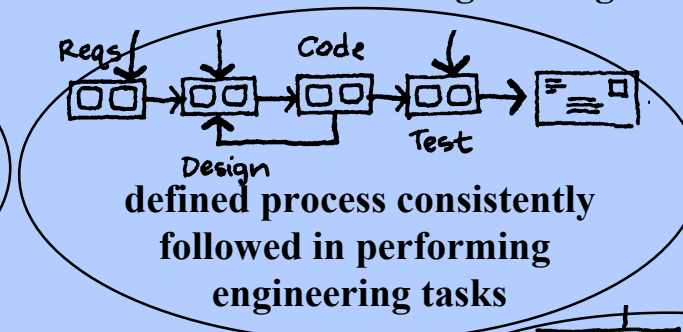 Reqs
Code
Test
Design
defined process consistently
followed in performing
engineering tasks